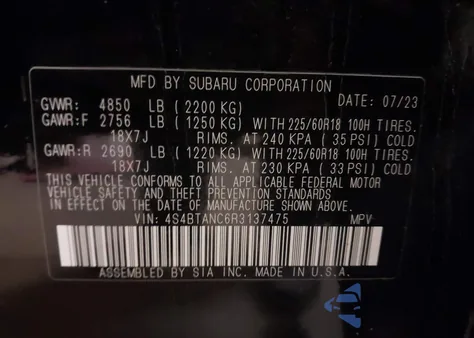 MFD BY SUBARU CORPORATION
GVWR: 4850 LB (2200 KG) DATE: 07/23
GAWR:F 2756 LB (1250 KG) WITH 225/60R18 100H TIRES.
18X7J RIMS. AT 240 KPA (35 PSI) COLD
GAWR:R 2690 LB (1220 KG) WITH 225/60R18 100H TIRES.
18X7J RIMS. AT 230 KPA (33 PSI) COLD
THIS VEHICLE CONFORMS TO ALL APPLICABLE FEDERAL MOTOR
VEHICLE SAFETY AND THEFT PREVENTION STANDARDS
IN EFFECT ON THE DATE OF MANUFACTURE SHOWN ABOVE.
VIN: 4S4BTANC6R3137475 MPV
ASSEMBLED BY SIA INC. MADE IN U.S.A.